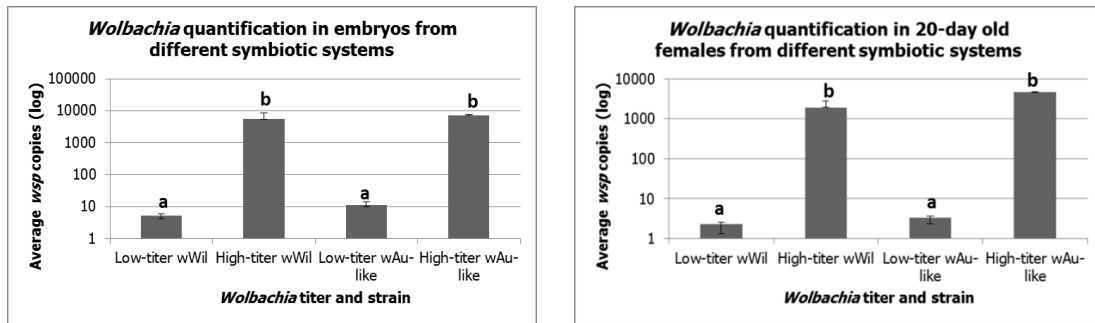 Wolbachia quantification in embryos from
different symbiotic systems
Average wsp copies (log)
100000
10000
1000
100
10
1
a
b
a
b
Low-titer wWil
High-titer wWil
Low-titer wAu-
like
High-titer wAu-
like
Wolbachia titer and strain
Wolbachia quantification in 20-day old
females from different symbiotic systems
Average wsp copies (log)
10000
1000
100
10
1
a
b
a
b
Low-titer wWil
High-titer wWil
Low-titer wAu-
like
High-titer wAu-
like
Wolbachia titer and strain